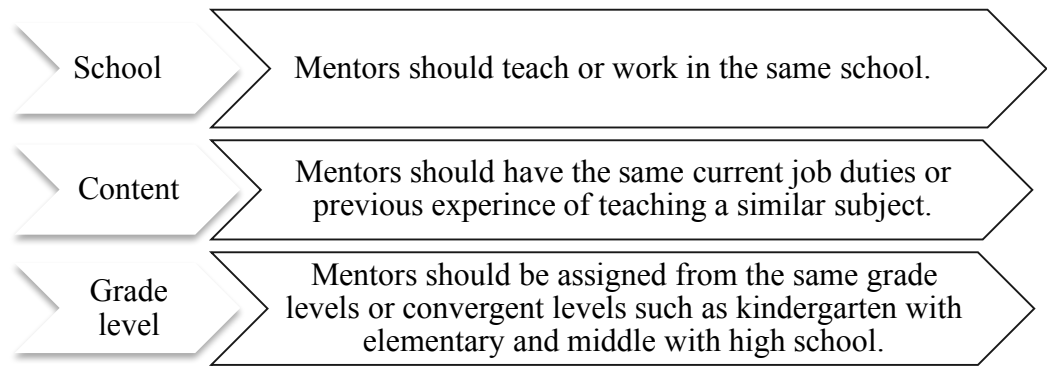 School
Mentors should teach or work in the same school.
Content
Mentors should have the same current job duties or
previous experince of teaching a similar subject.
Grade
level
Mentors should be assigned from the same grade
levels or convergent levels such as kindergarten with
elementary and middle with high school.